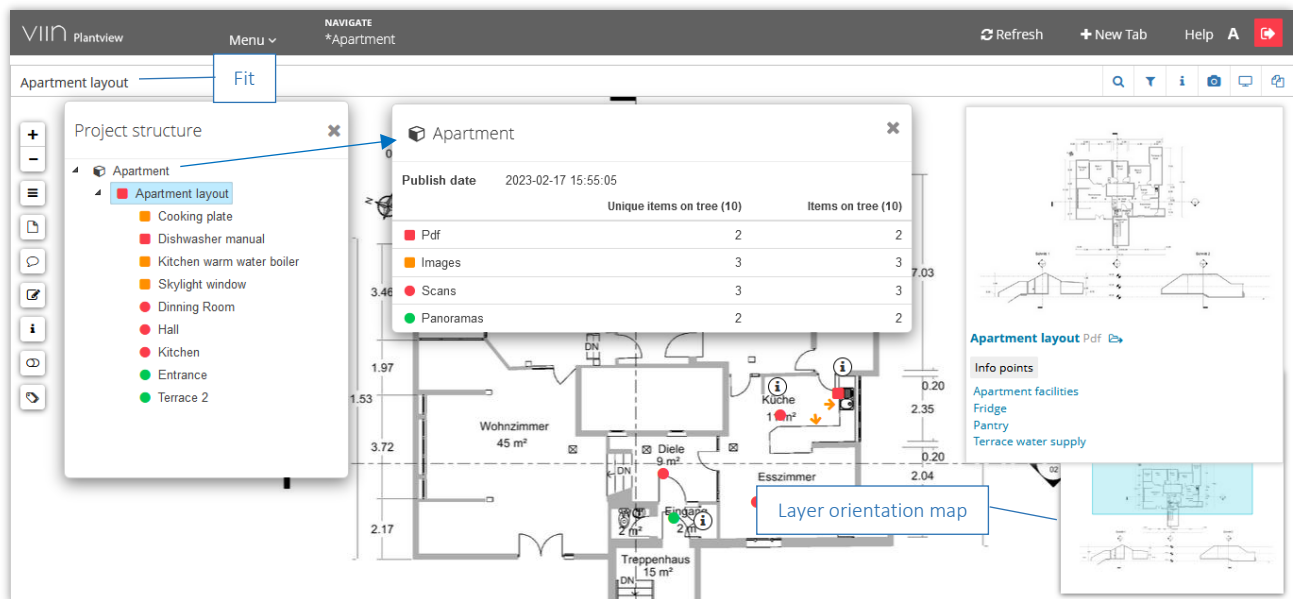 VIIN Plantview
Menu
NAVIGATE
*Apartment
Refresh
New Tab
Help
A
Apartment layout
Fit
Project structure
Apartment
Apartment layout
Cooking plate
Dishwasher manual
Kitchen warm water boiler
Skylight window
Dinning Room
Hall
Kitchen
Entrance
Terrace 2
Apartment
Publish date 2023-02-17 15:55:05
Unique items on tree (10) Items on tree (10)
Pdf 2 2
Images 3 3
Scans 3 3
Panoramas 2 2
Apartment layout Pdf
Info points
Apartment facilities
Fridge
Pantry
Terrace water supply
7.03
3.46
1.97
1.53
3.72
2.17
0.20
2.35
0.20
2.04
02
DN
Küche
Wohnzimmer
45 m²
Diele
9 m²
DN
Esszimmer
Eingang
2 m²
Treppenhaus
15 m²
DN
Layer orientation map